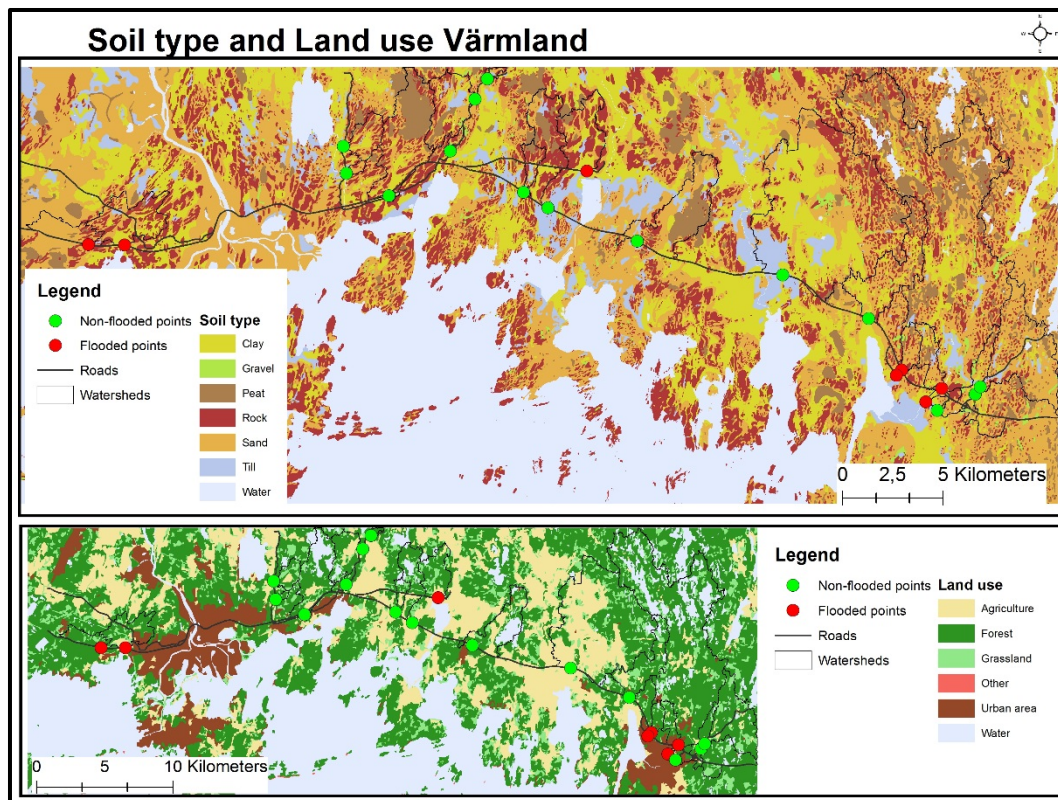 Soil type and Land use Värmland
N
W
E
S
Legend
Non-flooded points
Flooded points
Roads
Watersheds
Soil type
Clay
Gravel
Peat
Rock
Sand
Till
Water
0 2,5 5 Kilometers
Legend
Non-flooded points
Flooded points
Roads
Watersheds
Land use
Agriculture
Forest
Grassland
Other
Urban area
Water
0 5 10 Kilometers